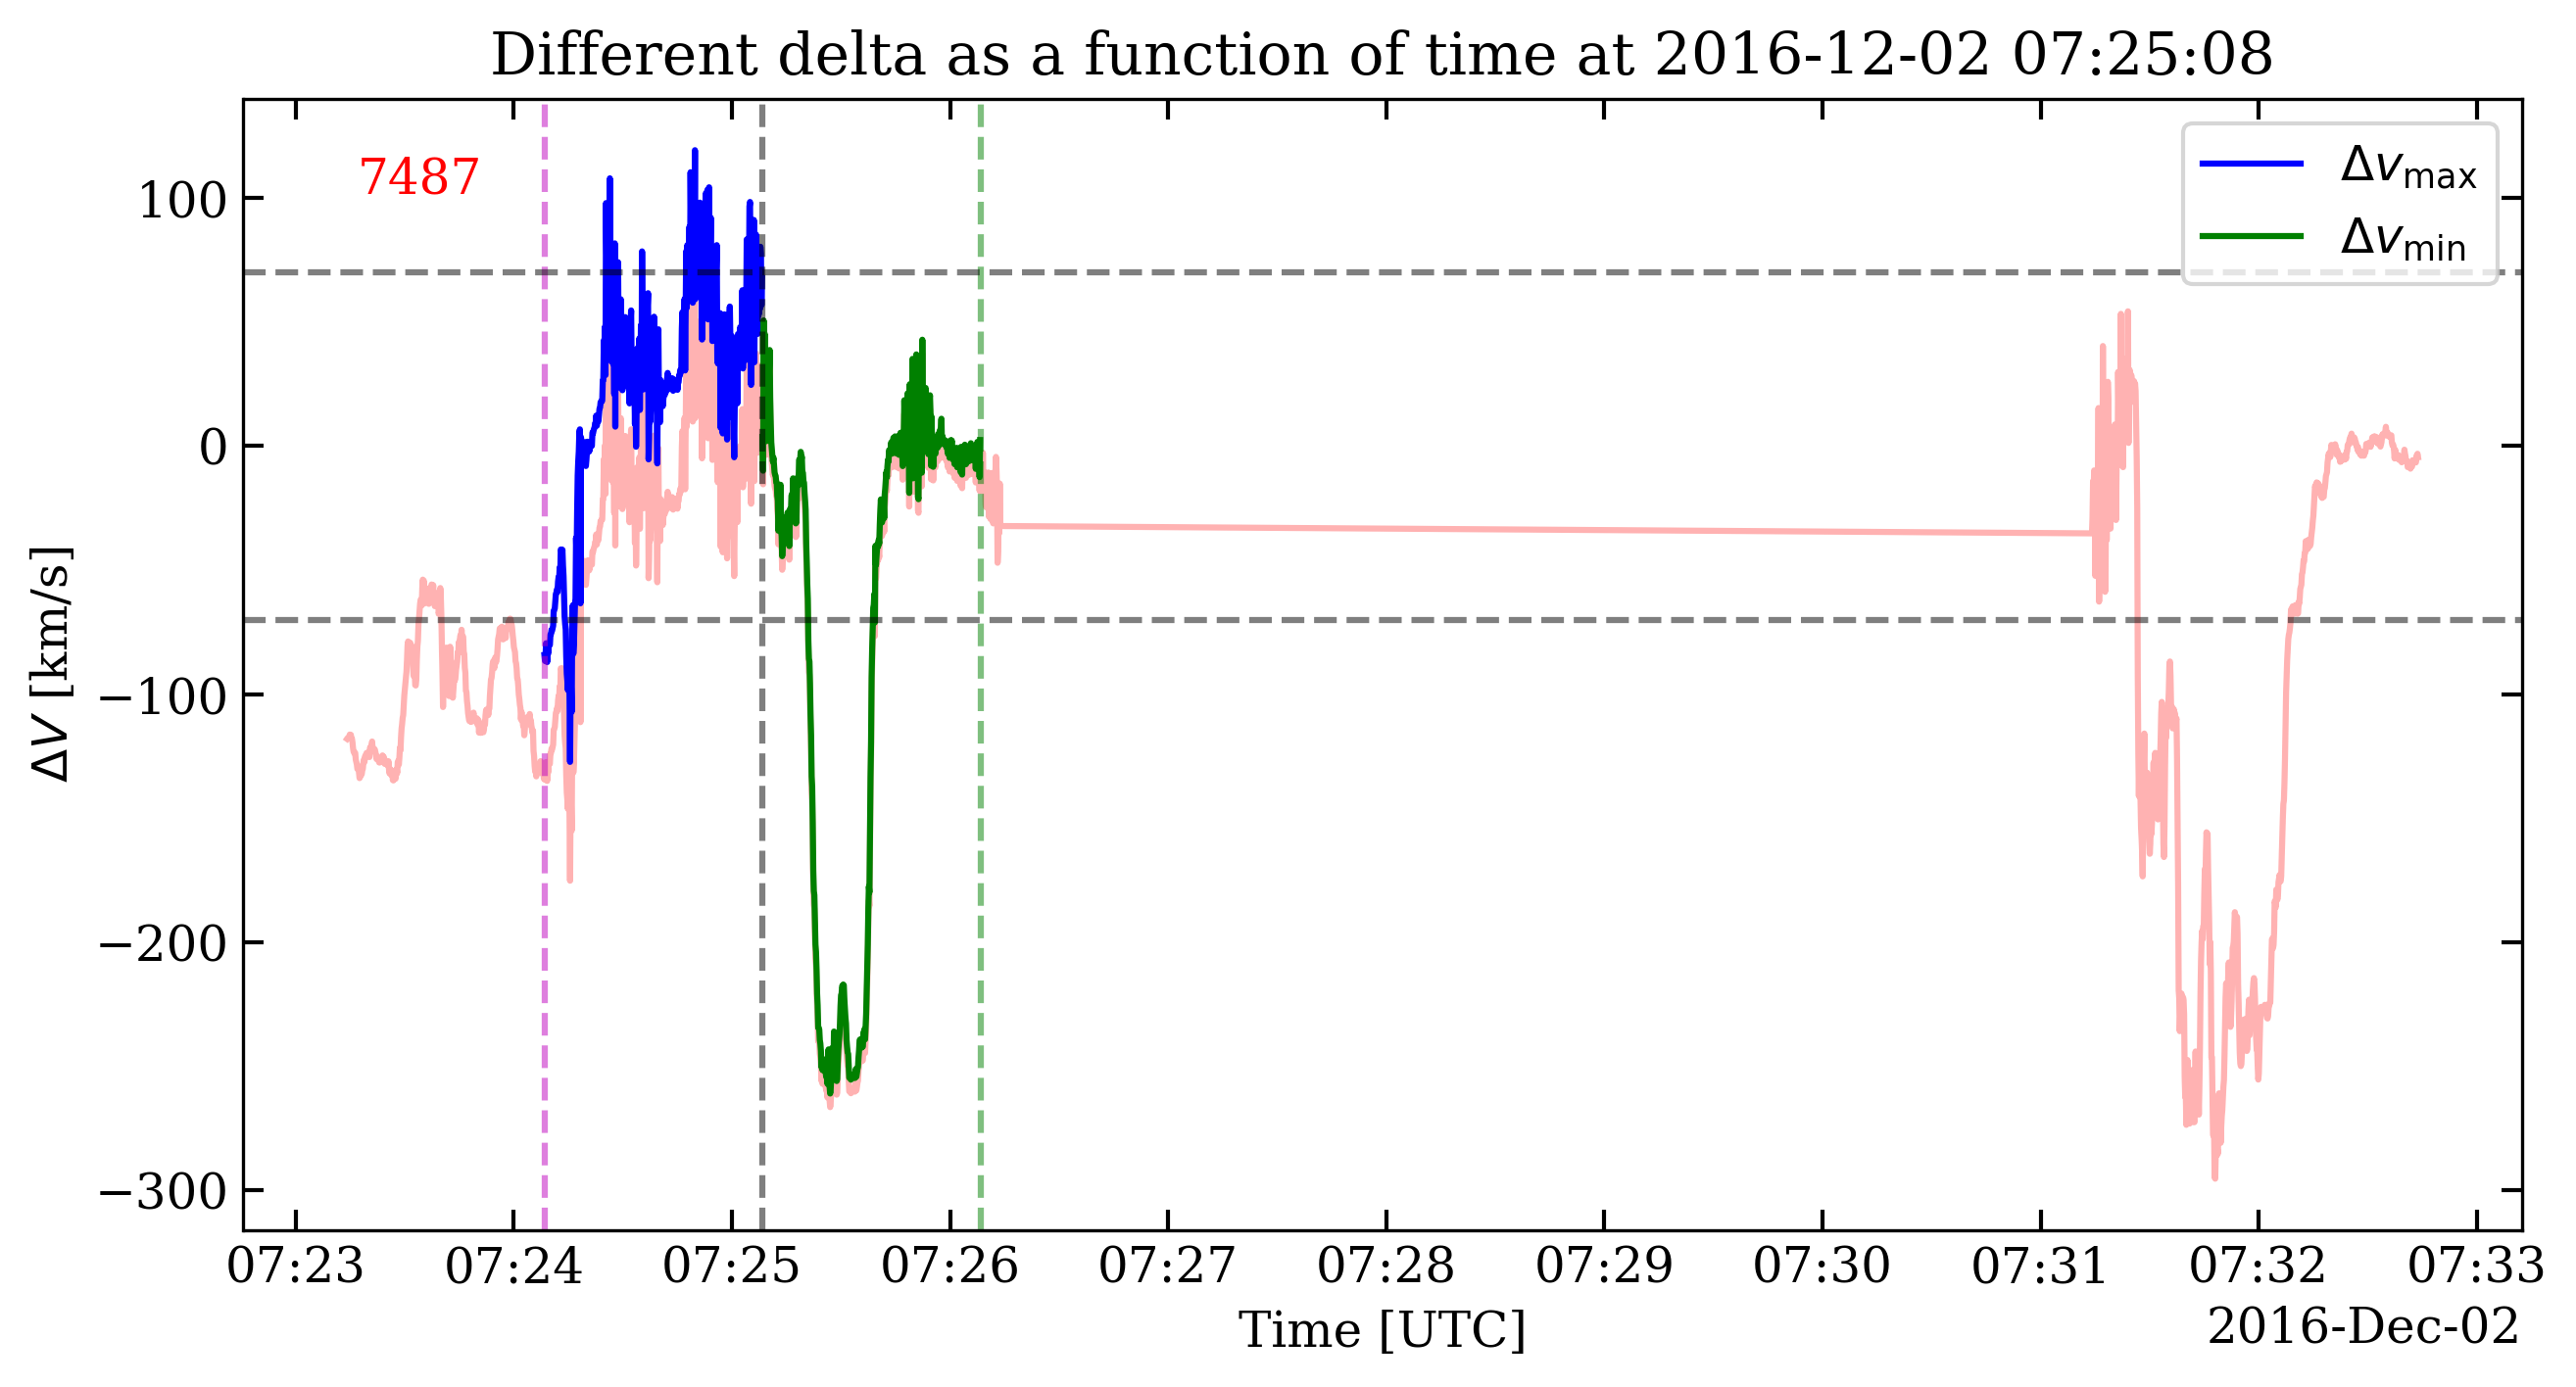 Different delta as a function of time at 2016-12-02 07:25:08
7487
Δv_max
Δv_min
100
0
−100
−200
−300
ΔV [km/s]
07:23 07:24 07:25 07:26 07:27 07:28 07:29 07:30 07:31 07:32 07:33
Time [UTC]
2016-Dec-02